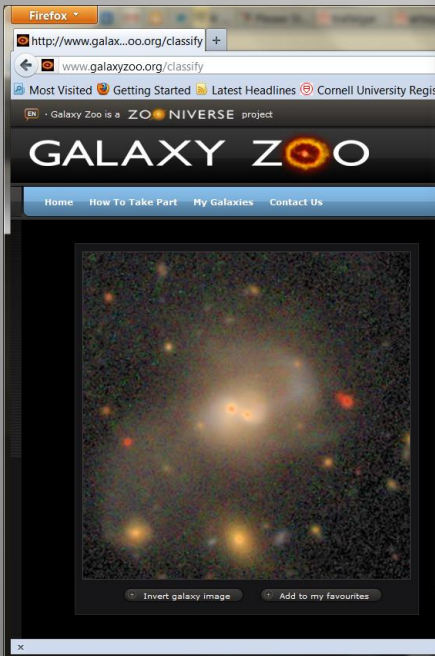 Firefox
http://www.galax...oo.org/classify +
www.galaxyzoo.org/classify
Most Visited Getting Started Latest Headlines Cornell University Regis
EN · Galaxy Zoo is a ZOONIVERSE project
GALAXY ZOO
Home How To Take Part My Galaxies Contact Us
Invert galaxy image Add to my favourites
x